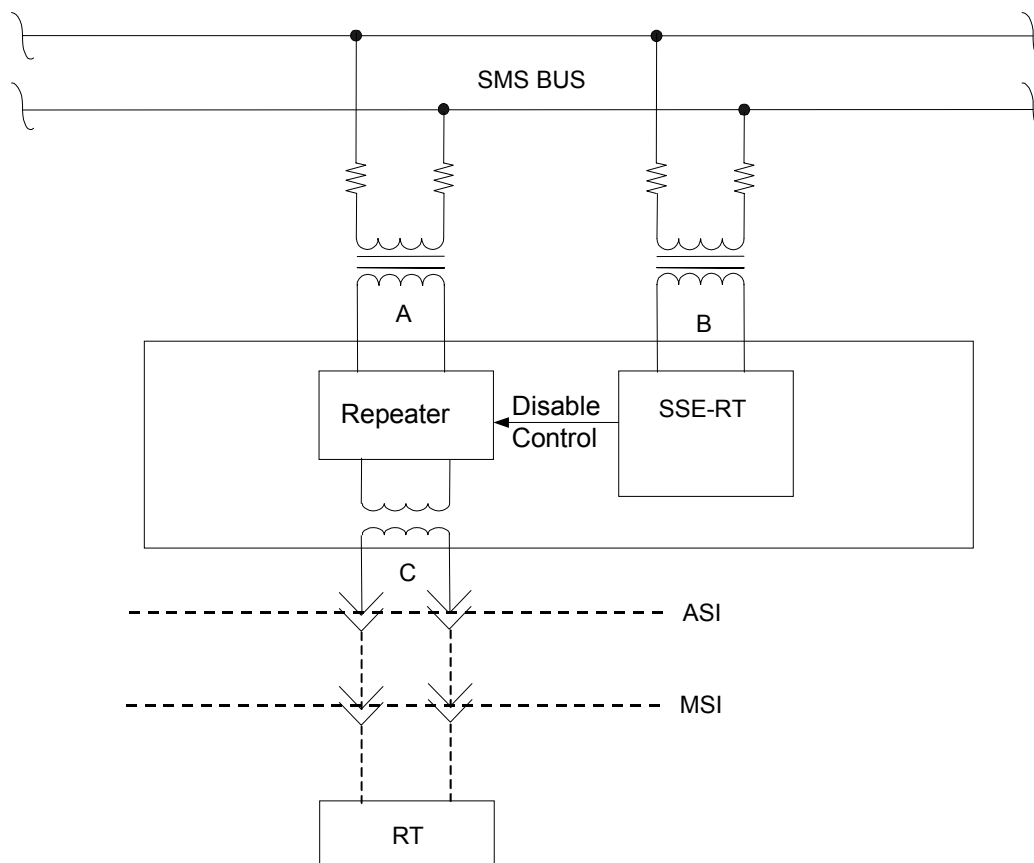 SMS BUS
A
B
Repeater
Disable
Control
SSE-RT
C
ASI
MSI
RT